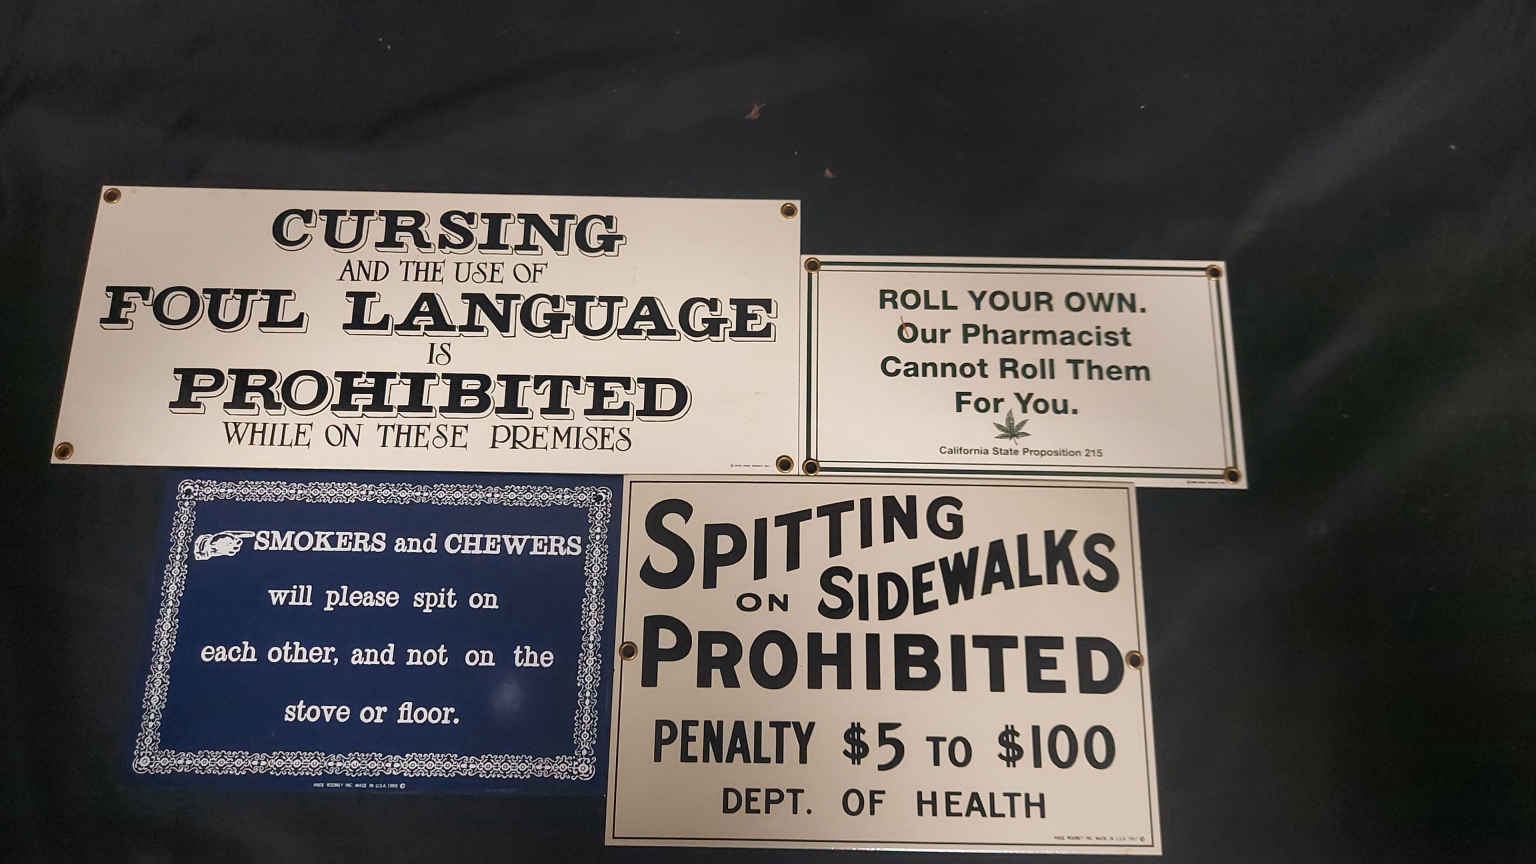 CURSING
AND THE USE OF
FOUL LANGUAGE
IS
PROHIBITED
WHILE ON THESE PREMISES
ROLL YOUR OWN.
Our Pharmacist
Cannot Roll Them
For You.
California State Proposition 215
SMOKERS and CHEWERS
will please spit on
each other, and not on the
stove or floor.
SPITTING
ON SIDEWALKS
PROHIBITED
PENALTY $5 TO $100
DEPT. OF HEALTH